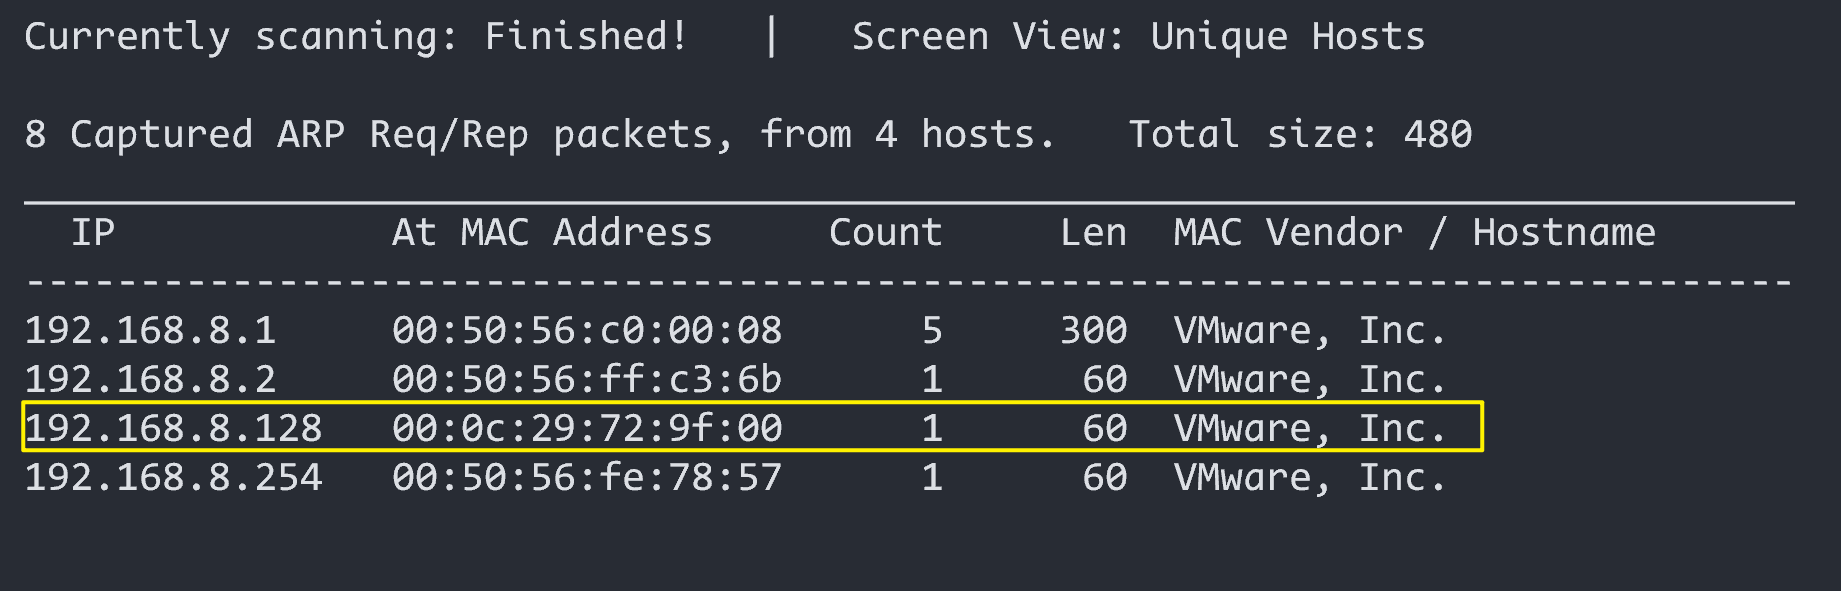 Currently scanning: Finished!   |   Screen View: Unique Hosts
8 Captured ARP Req/Rep packets, from 4 hosts.   Total size: 480
_____________________________________________________________________________
  IP            At MAC Address     Count     Len  MAC Vendor / Hostname
-----------------------------------------------------------------------------
192.168.8.1     00:50:56:c0:00:08      5     300  VMware, Inc.
192.168.8.2     00:50:56:ff:c3:6b      1      60  VMware, Inc.
192.168.8.128   00:0c:29:72:9f:00      1      60  VMware, Inc.
192.168.8.254   00:50:56:fe:78:57      1      60  VMware, Inc.